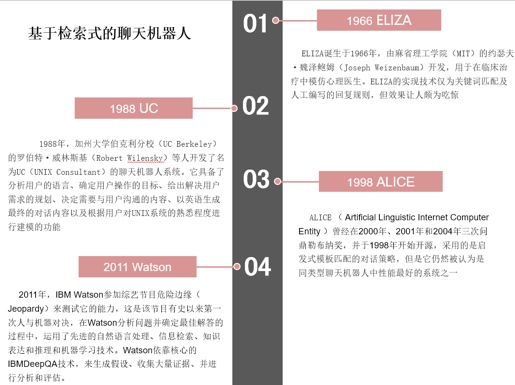 基于检索式的聊天机器人
01
1966 ELIZA
ELIZA诞生于1966年，由麻省理工学院（MIT）的约瑟夫
·魏泽鲍姆（Joseph Weizenbaum）开发，用于在临床治
疗中模仿心理医生。ELIZA的实现技术仅为关键词匹配及
人工编写的回复规则，但效果让人颇为吃惊
1988 UC
02
1988年，加州大学伯克利分校（UC Berkeley）
的罗伯特·威林斯基（Robert Wilensky）等人开发了名
为UC（UNIX Consultant）的聊天机器人系统。它具备了
分析用户的语言、确定用户操作的目标、给出解决用户
需求的规划、决定需要与用户沟通的内容、以英语生成
最终的对话内容以及根据用户对UNIX系统的熟悉程度进
行建模的功能
03
1998 ALICE
ALICE（ Artificial Linguistic Internet Computer
Entity ）曾经在2000年、2001年和2004年三次问
鼎勒布纳奖，并于1998年开始开源，采用的是启
发式模板匹配的对话策略，但是它仍然被认为是
同类型聊天机器人中性能最好的系统之一
2011 Watson
04
2011年，IBM Watson参加综艺节目危险边缘（
Jeopardy）来测试它的能力，这是该节目有史以来第一
次人与机器对决，在Watson分析问题并确定最佳解答的
过程中，运用了先进的自然语言处理、信息检索、知识
表达和推理和机器学习技术。Watson依靠核心的
IBMDeepQA技术，来生成假设、收集大量证据、并进
行分析和评估。